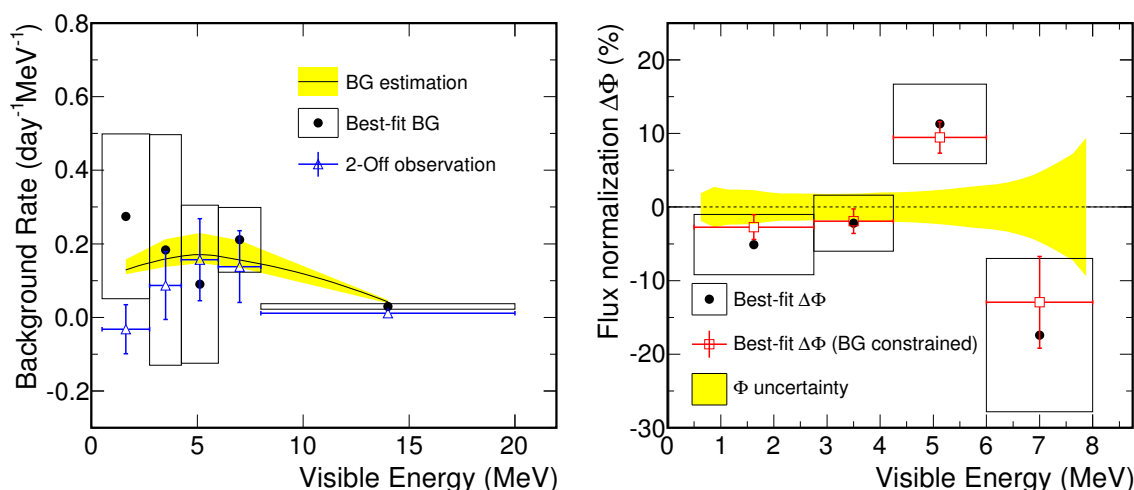 Background Rate (day⁻¹MeV⁻¹)
0.8
0.6
0.4
0.2
0.0
-0.2
BG estimation
Best-fit BG
2-Off observation
0 5 10 15 20
Visible Energy (MeV)
Flux normalization ΔΦ (%)
20
10
0
-10
-20
-30
Best-fit ΔΦ
Best-fit ΔΦ (BG constrained)
Φ uncertainty
0 1 2 3 4 5 6 7 8
Visible Energy (MeV)